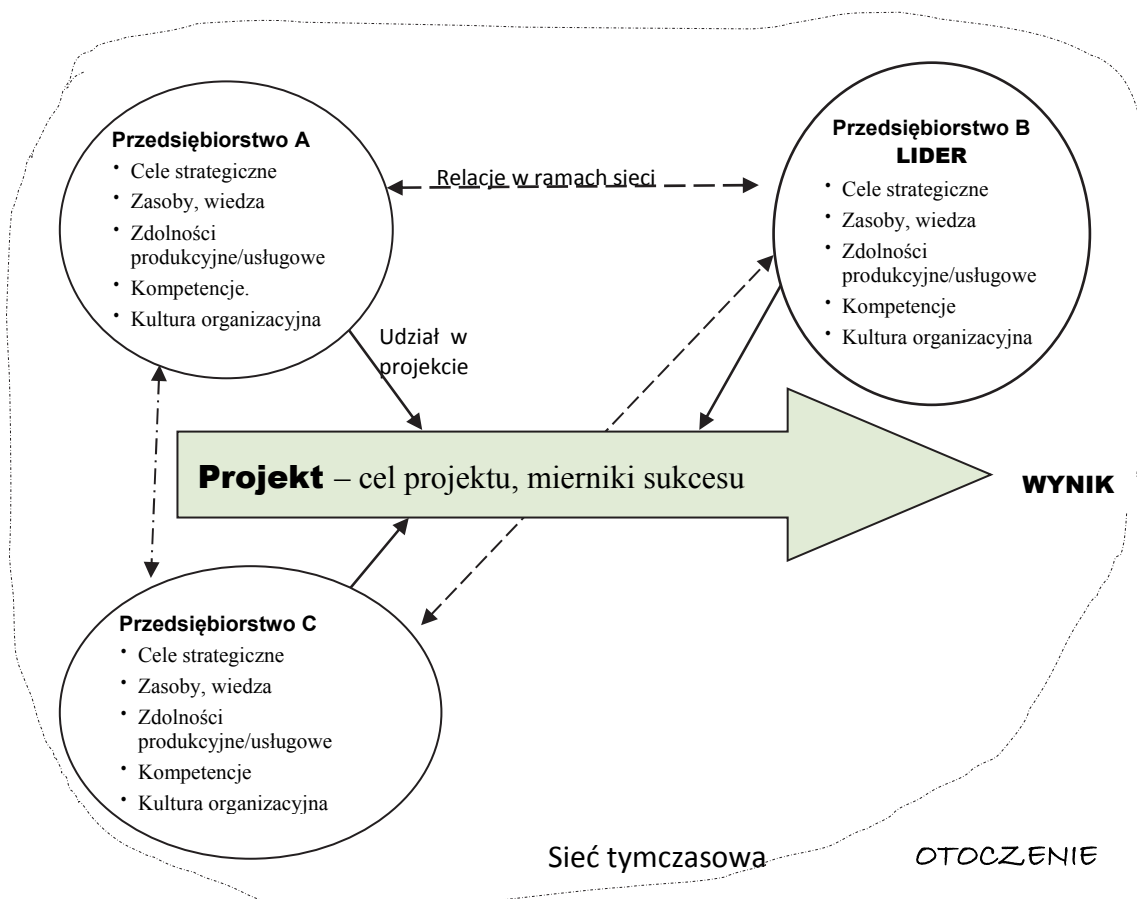 Przedsiębiorstwo A
• Cele strategiczne
• Zasoby, wiedza
• Zdolności
produkcyjne/usługowe
• Kompetencje.
• Kultura organizacyjna
Relacje w ramach sieci
Przedsiębiorstwo B
LIDER
• Cele strategiczne
• Zasoby, wiedza
• Zdolności
produkcyjne/usługowe
• Kompetencje
• Kultura organizacyjna
Udział w
projekcie
Projekt – cel projektu, mierniki sukcesu
WYNIK
Przedsiębiorstwo C
• Cele strategiczne
• Zasoby, wiedza
• Zdolności
produkcyjne/usługowe
• Kompetencje
• Kultura organizacyjna
Sieć tymczasowa
OTOCZENIE